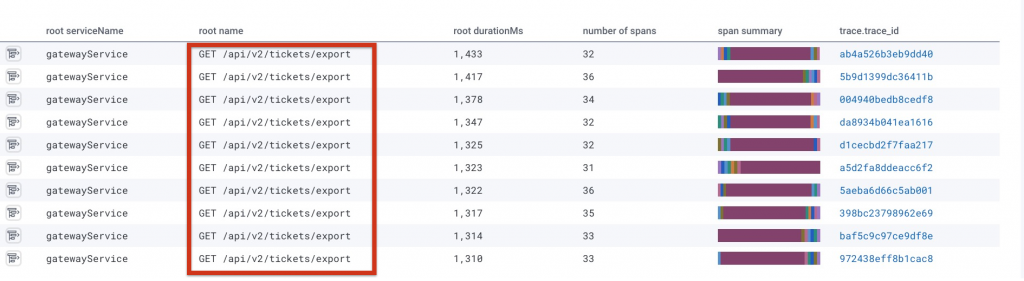 root serviceName root name root durationMs number of spans span summary trace.trace_id
gatewayService GET /api/v2/tickets/export 1,433 32 ab4a526b3eb9dd40
gatewayService GET /api/v2/tickets/export 1,417 36 5b9d1399dc36411b
gatewayService GET /api/v2/tickets/export 1,378 34 004940bedb8cedf8
gatewayService GET /api/v2/tickets/export 1,347 32 da8934b041ea1616
gatewayService GET /api/v2/tickets/export 1,325 32 d1cecbd2f7faa217
gatewayService GET /api/v2/tickets/export 1,323 31 a5d2fa8ddeacc6f2
gatewayService GET /api/v2/tickets/export 1,322 36 5aeba6d66c5ab001
gatewayService GET /api/v2/tickets/export 1,317 35 398bc23798962e69
gatewayService GET /api/v2/tickets/export 1,314 33 baf5c9c97ce9df8e
gatewayService GET /api/v2/tickets/export 1,310 33 972438eff8b1cac8